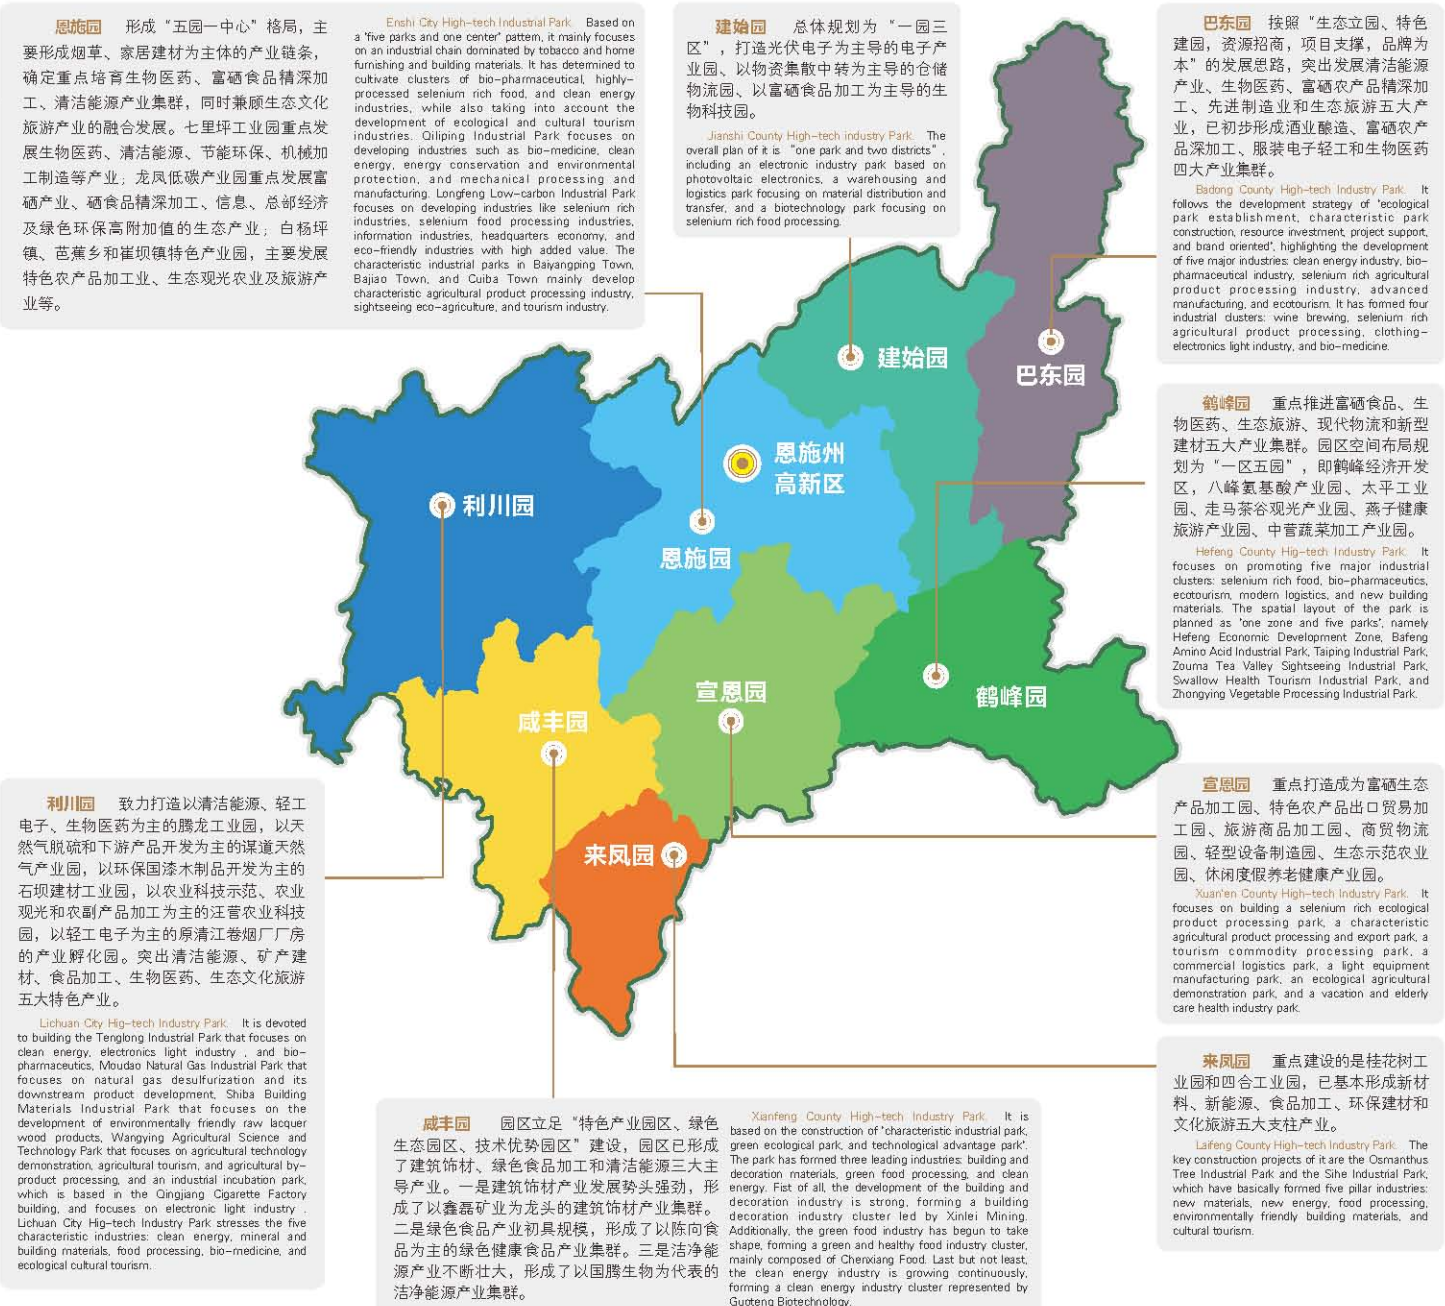 恩施园 形成“五园一中心”格局，主
要形成烟草、家居建材为主体的产业链条，
确定重点培育生物医药、富硒食品精深加
工、清洁能源产业集群，同时兼顾生态文化
旅游产业的融合发展。七里坪工业园重点发
展生物医药、清洁能源、节能环保、机械加
工制造等产业；龙凤低碳产业园重点发展富
硒产业、硒食品精深加工、信息、总部经济
及绿色环保高附加值的生态产业；白杨坪
镇、芭蕉乡和崔坝镇特色产业园，主要发展
特色农产品加工业、生态观光农业及旅游产
业等。
Enshi City High-tech Industrial Park Based on
a "five parks and one center" pattern, it mainly focuses
on an industrial chain dominated by tobacco and home
furnishing and building materials. It has determined to
cultivate clusters of bio-pharmaceutical, highly-
processed selenium rich food, and clean energy
industries, while also taking into account the
development of ecological and cultural tourism
industries. Qiliping Industrial Park focuses on
developing industries such as bio-medicine, clean
energy, energy conservation and environmental
protection, and mechanical processing and
manufacturing. Longfeng Low-carbon Industrial Park
focuses on developing industries like selenium rich
industries, selenium food processing industries,
information industries, headquarters economy, and
eco-friendly industries with high added value. The
characteristic industrial parks in Baiyangping Town,
Bajiao Town, and Cuiba Town mainly develop
characteristic agricultural product processing industry,
sightseeing eco-agriculture, and tourism industry.
建始园 总体规划为“一园三
区”，打造光伏电子为主导的电子产
业园、以物资集散中转为主导的仓储
物流园、以富硒食品加工为主导的生
物科技园。
Jianshi County High-tech industry Park. The
overall plan of it is “one park and two districts”,
including an electronic industry park based on
photovoltaic electronics, a warehousing and
logistics park focusing on material distribution and
transfer, and a biotechnology park focusing on
selenium rich food processing.
巴东园 按照“生态立园、特色
建园，资源招商，项目支撑，品牌为
本”的发展思路，突出发展清洁能源
产业、生物医药、富硒农产品精深加
工、先进制造业和生态旅游五大产
业，已初步形成酒业酿造、富硒农产
品深加工、服装电子轻工和生物医药
四大产业集群。
Badong County High-tech Industry Park. It
follows the development strategy of "ecological
park establishment, characteristic park
construction, resource investment, project support,
and brand oriented", highlighting the development
of five major industries: clean energy industry, bio-
pharmaceutical industry, selenium rich agricultural
product processing industry, advanced
manufacturing, and ecotourism. It has formed four
industrial clusters: wine brewing, selenium rich
agricultural product processing, clothing-
electronics light industry, and bio-medicine.
建始园
巴东园
恩施州
高新区
利川园
恩施园
宣恩园
鹤峰园
咸丰园
来凤园
鹤峰园 重点推进富硒食品、生
物医药、生态旅游、现代物流和新型
建材五大产业集群。园区空间布局规
划为“一区五园”，即鹤峰经济开发
区，八峰氨基酸产业园、太平工业
园、走马茶谷观光产业园、燕子健康
旅游产业园、中营蔬菜加工产业园。
Hefeng County Hig-tech Industry Park. It
focuses on promoting five major industrial
clusters: selenium rich food, bio-pharmaceutics,
ecotourism, modern logistics, and new building
materials. The spatial layout of the park is
planned as "one zone and five parks", namely
Hefeng Economic Development Zone, Bafeng
Amino Acid Industrial Park, Taiping Industrial Park,
Zouma Tea Valley Sightseeing Industrial Park,
Swallow Health Tourism Industrial Park, and
Zhongying Vegetable Processing Industrial Park.
宣恩园 重点打造成为富硒生态
产品加工园、特色农产品出口贸易加
工园、旅游商品加工园、商贸物流
园、轻型设备制造园、生态示范农业
园、休闲度假养老健康产业园。
Xuan'en County High-tech Industry Park. It
focuses on building a selenium rich ecological
product processing park, a characteristic
agricultural product processing and export park, a
tourism commodity processing park, a
commercial logistics park, a light equipment
manufacturing park, an ecological agricultural
demonstration park, and a vacation and elderly
care health industry park.
来凤园 重点建设的是桂花树工
业园和四合工业园，已基本形成新材
料、新能源、食品加工、环保建材和
文化旅游五大支柱产业。
Laifeng County High-tech Industry Park. The
key construction projects of it are the Osmanthus
Tree Industrial Park and the Sihe Industrial Park,
which have basically formed five pillar industries:
new materials, new energy, food processing,
environmentally friendly building materials, and
cultural tourism.
利川园 致力打造以清洁能源、轻工
电子、生物医药为主的腾龙工业园，以天
然气脱硫和下游产品开发为主的谋道天然
气产业园，以环保国漆木制品开发为主的
石坝建材工业园，以农业科技示范、农业
观光和农副产品加工为主的汪营农业科技
园，以轻工电子为主的原清江卷烟厂厂房
的产业孵化园。突出清洁能源、矿产建
材、食品加工、生物医药、生态文化旅游
五大特色产业。
Lichuan City Hig-tech Industry Park. It is devoted
to building the Tenglong Industrial Park that focuses on
clean energy, electronics light industry , and bio-
pharmaceutics, Moudao Natural Gas Industrial Park that
focuses on natural gas desulfurization and its
downstream product development, Shiba Building
Materials Industrial Park that focuses on the
development of environmentally friendly raw lacquer
wood products, Wangying Agricultural Science and
Technology Park that focuses on agricultural technology
demonstration, agricultural tourism, and agricultural by-
product processing, and an industrial incubation park,
which is based in the Qingjiang Cigarette Factory
building, and focuses on electronic light industry .
Lichuan City Hig-tech Industry Park stresses the five
characteristic industries: clean energy, mineral and
building materials, food processing, bio-medicine, and
ecological cultural tourism.
咸丰园 园区立足“特色产业园区、绿色
生态园区、技术优势园区”建设，园区已形成
了建筑饰材、绿色食品加工和清洁能源三大主
导产业。一是建筑饰材产业发展势头强劲，形
成了以鑫磊矿业为龙头的建筑饰材产业集群。
二是绿色食品产业初具规模，形成了以陈向食
品为主的绿色健康食品产业集群。三是洁净能
源产业不断壮大，形成了以国腾生物为代表的
洁净能源产业集群。
Xianfeng County High-tech Industry Park. It is
based on the construction of "characteristic industrial park,
green ecological park, and technological advantage park".
The park has formed three leading industries: building and
decoration materials, green food processing, and clean
energy. Fist of all, the development of the building and
decoration industry is strong, forming a building
decoration industry cluster led by Xinlei Mining.
Additionally, the green food industry has begun to take
shape, forming a green and healthy food industry cluster,
mainly composed of Chenxiang Food. Last but not least,
the clean energy industry is growing continuously,
forming a clean energy industry cluster represented by
Guoteng Biotechnology.